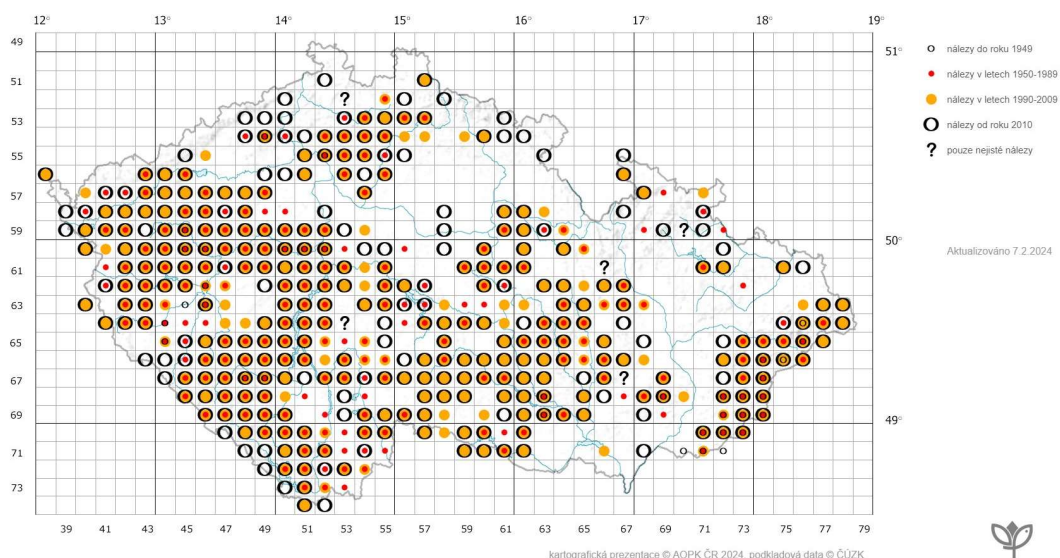 12° 13° 14° 15° 16° 17° 18° 19°
49
51°
51
53
55
57
59
50°
61
63
65
67
69
49°
71
73
39 41 43 45 47 49 51 53 55 57 59 61 63 65 67 69 71 73 75 77 79
nálezy do roku 1949
nálezy v letech 1950-1989
nálezy v letech 1990-2009
nálezy od roku 2010
? pouze nejisté nálezy
Aktualizováno 7.2.2024
kartografická prezentace © AOPK ČR 2024, podkladová data © ČÚZK